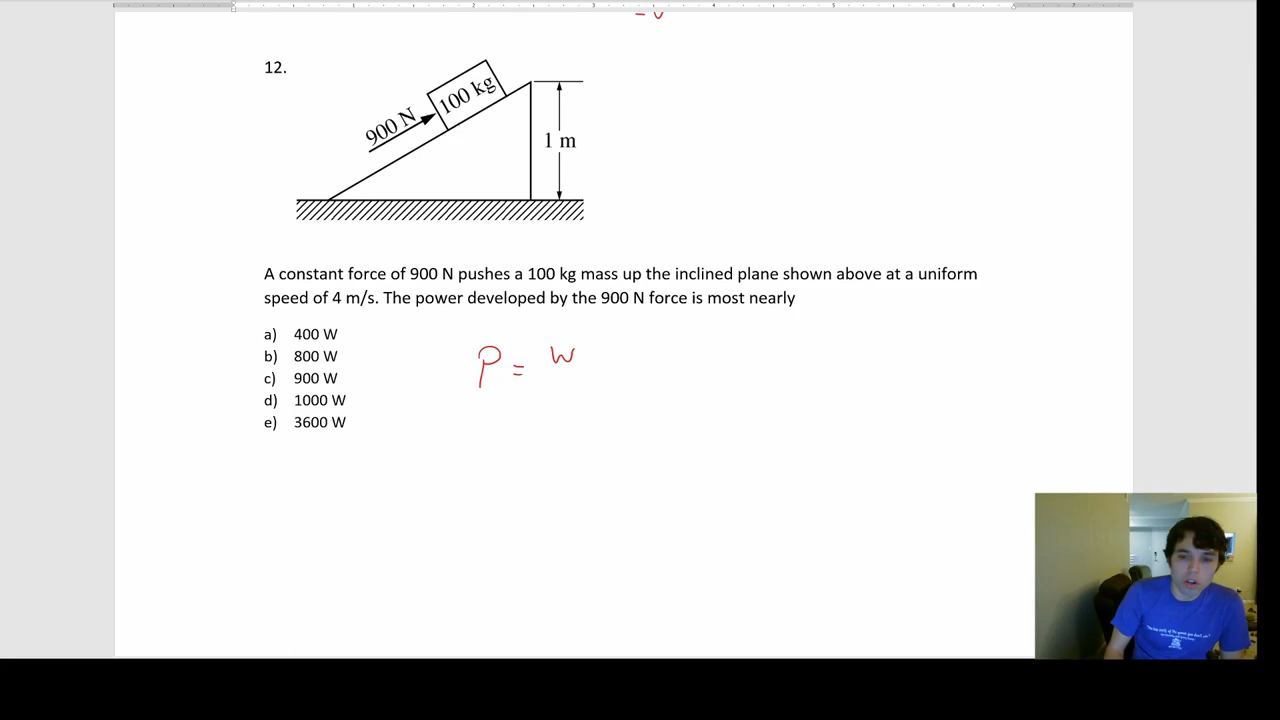 - v
12.
900 N
100 kg
1 m
A constant force of 900 N pushes a 100 kg mass up the inclined plane shown above at a uniform
speed of 4 m/s. The power developed by the 900 N force is most nearly
a) 400 W
b) 800 W
c) 900 W
d) 1000 W
e) 3600 W
P = W